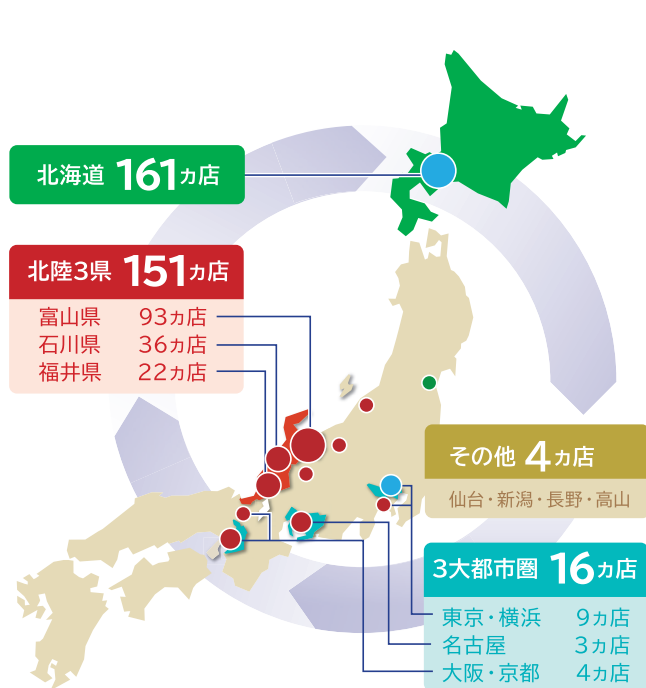 北海道 161ヵ店
北陸3県 151ヵ店
富山県 93ヵ店
石川県 36ヵ店
福井県 22ヵ店
その他 4ヵ店
仙台・新潟・長野・高山
3大都市圏 16ヵ店
東京・横浜 9ヵ店
名古屋 3ヵ店
大阪・京都 4ヵ店